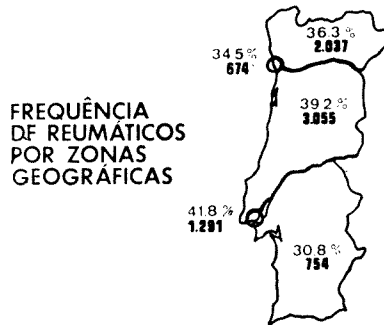 FREQUÊNCIA
DE REUMÁTICOS
POR ZONAS
GEOGRÁFICAS
36.3 %
2.037
34.5 %
674
39.2 %
3.055
41.8 %
1.291
30.8 %
754